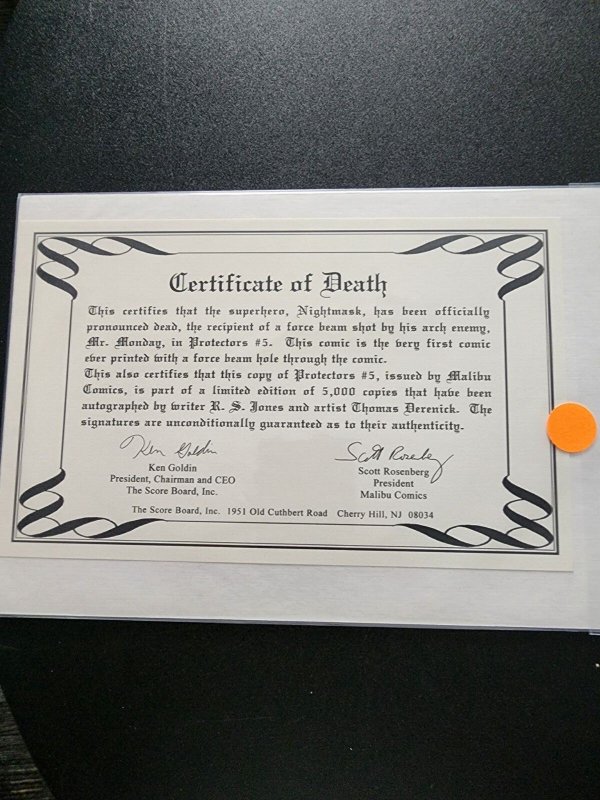 Certificate of Death
This certifies that the superhero, Nightmask, has been officially
pronounced dead, the recipient of a force beam shot by his arch enemy,
Mr. Monday, in Protectors #5. This comic is the very first comic
ever printed with a force beam hole through the comic.
This also certifies that this copy of Protectors #5, issued by Malibu
Comics, is part of a limited edition of 5,000 copies that have been
autographed by writer R. S. Jones and artist Thomas Derenick. The
signatures are unconditionally guaranteed as to their authenticity.
Ken Goldin Scott Rosenberg
Ken Goldin Scott Rosenberg
President, Chairman and CEO President
The Score Board, Inc. Malibu Comics
The Score Board, Inc. 1951 Old Cuthbert Road Cherry Hill, NJ 08034